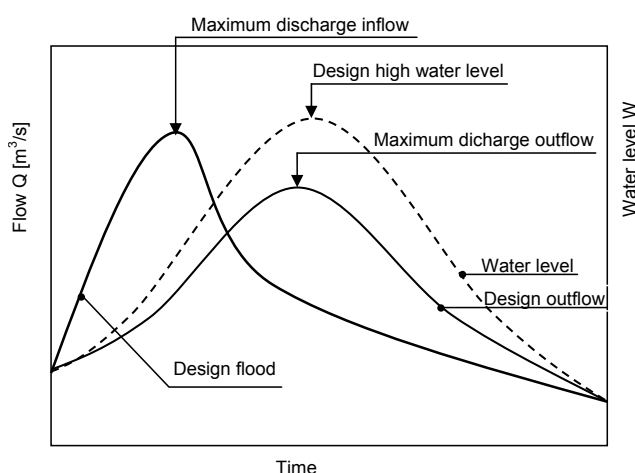 Maximum discharge inflow
Design high water level
Maximum dicharge outflow
Flow Q [m³/s]
Water level W
Water level
Design outflow
Design flood
Time